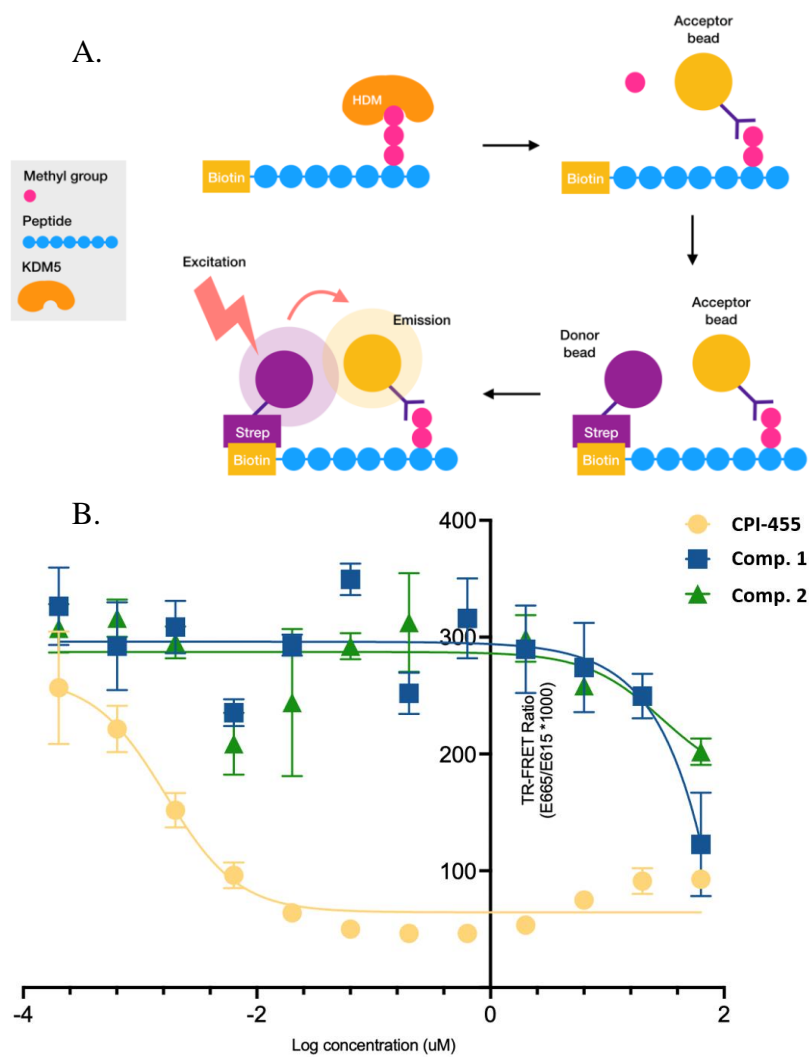 A.
HDM
Biotin
Acceptor
bead
Biotin
Methyl group
Peptide
KDM5
Excitation
Emission
Strep
Biotin
Donor
bead
Acceptor
bead
Strep
Biotin
B.
CPI-455
Comp. 1
Comp. 2
400
300
200
100
TR-FRET Ratio
(E665/E615 *1000)
-4
-2
0
2
Log concentration (uM)